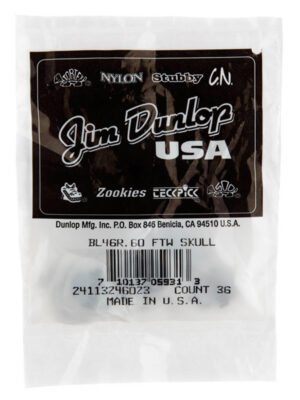 NYLON Stubby C.N.
Jim Dunlop
USA
Zookies TECKPICK
Dunlop Mfg. Inc. P.O. Box 846 Benicia, CA 94510 U.S.A.
BL46R.60 FTW SKULL
7 10137 05931 3
24113246023 COUNT 36
MADE IN U.S.A.